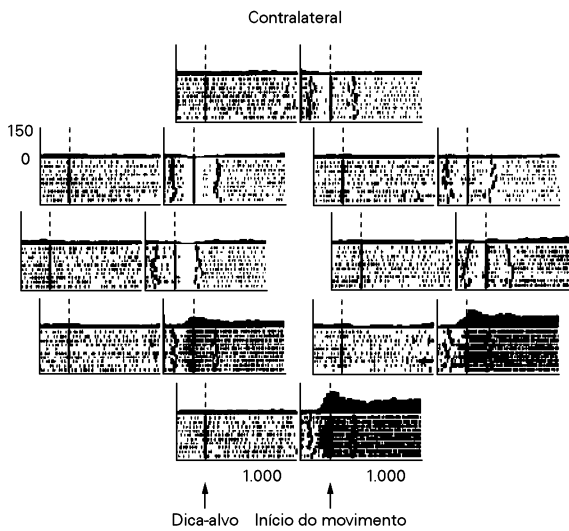 Contralateral
150
0
1.000 1.000
Dica-alvo Início do movimento